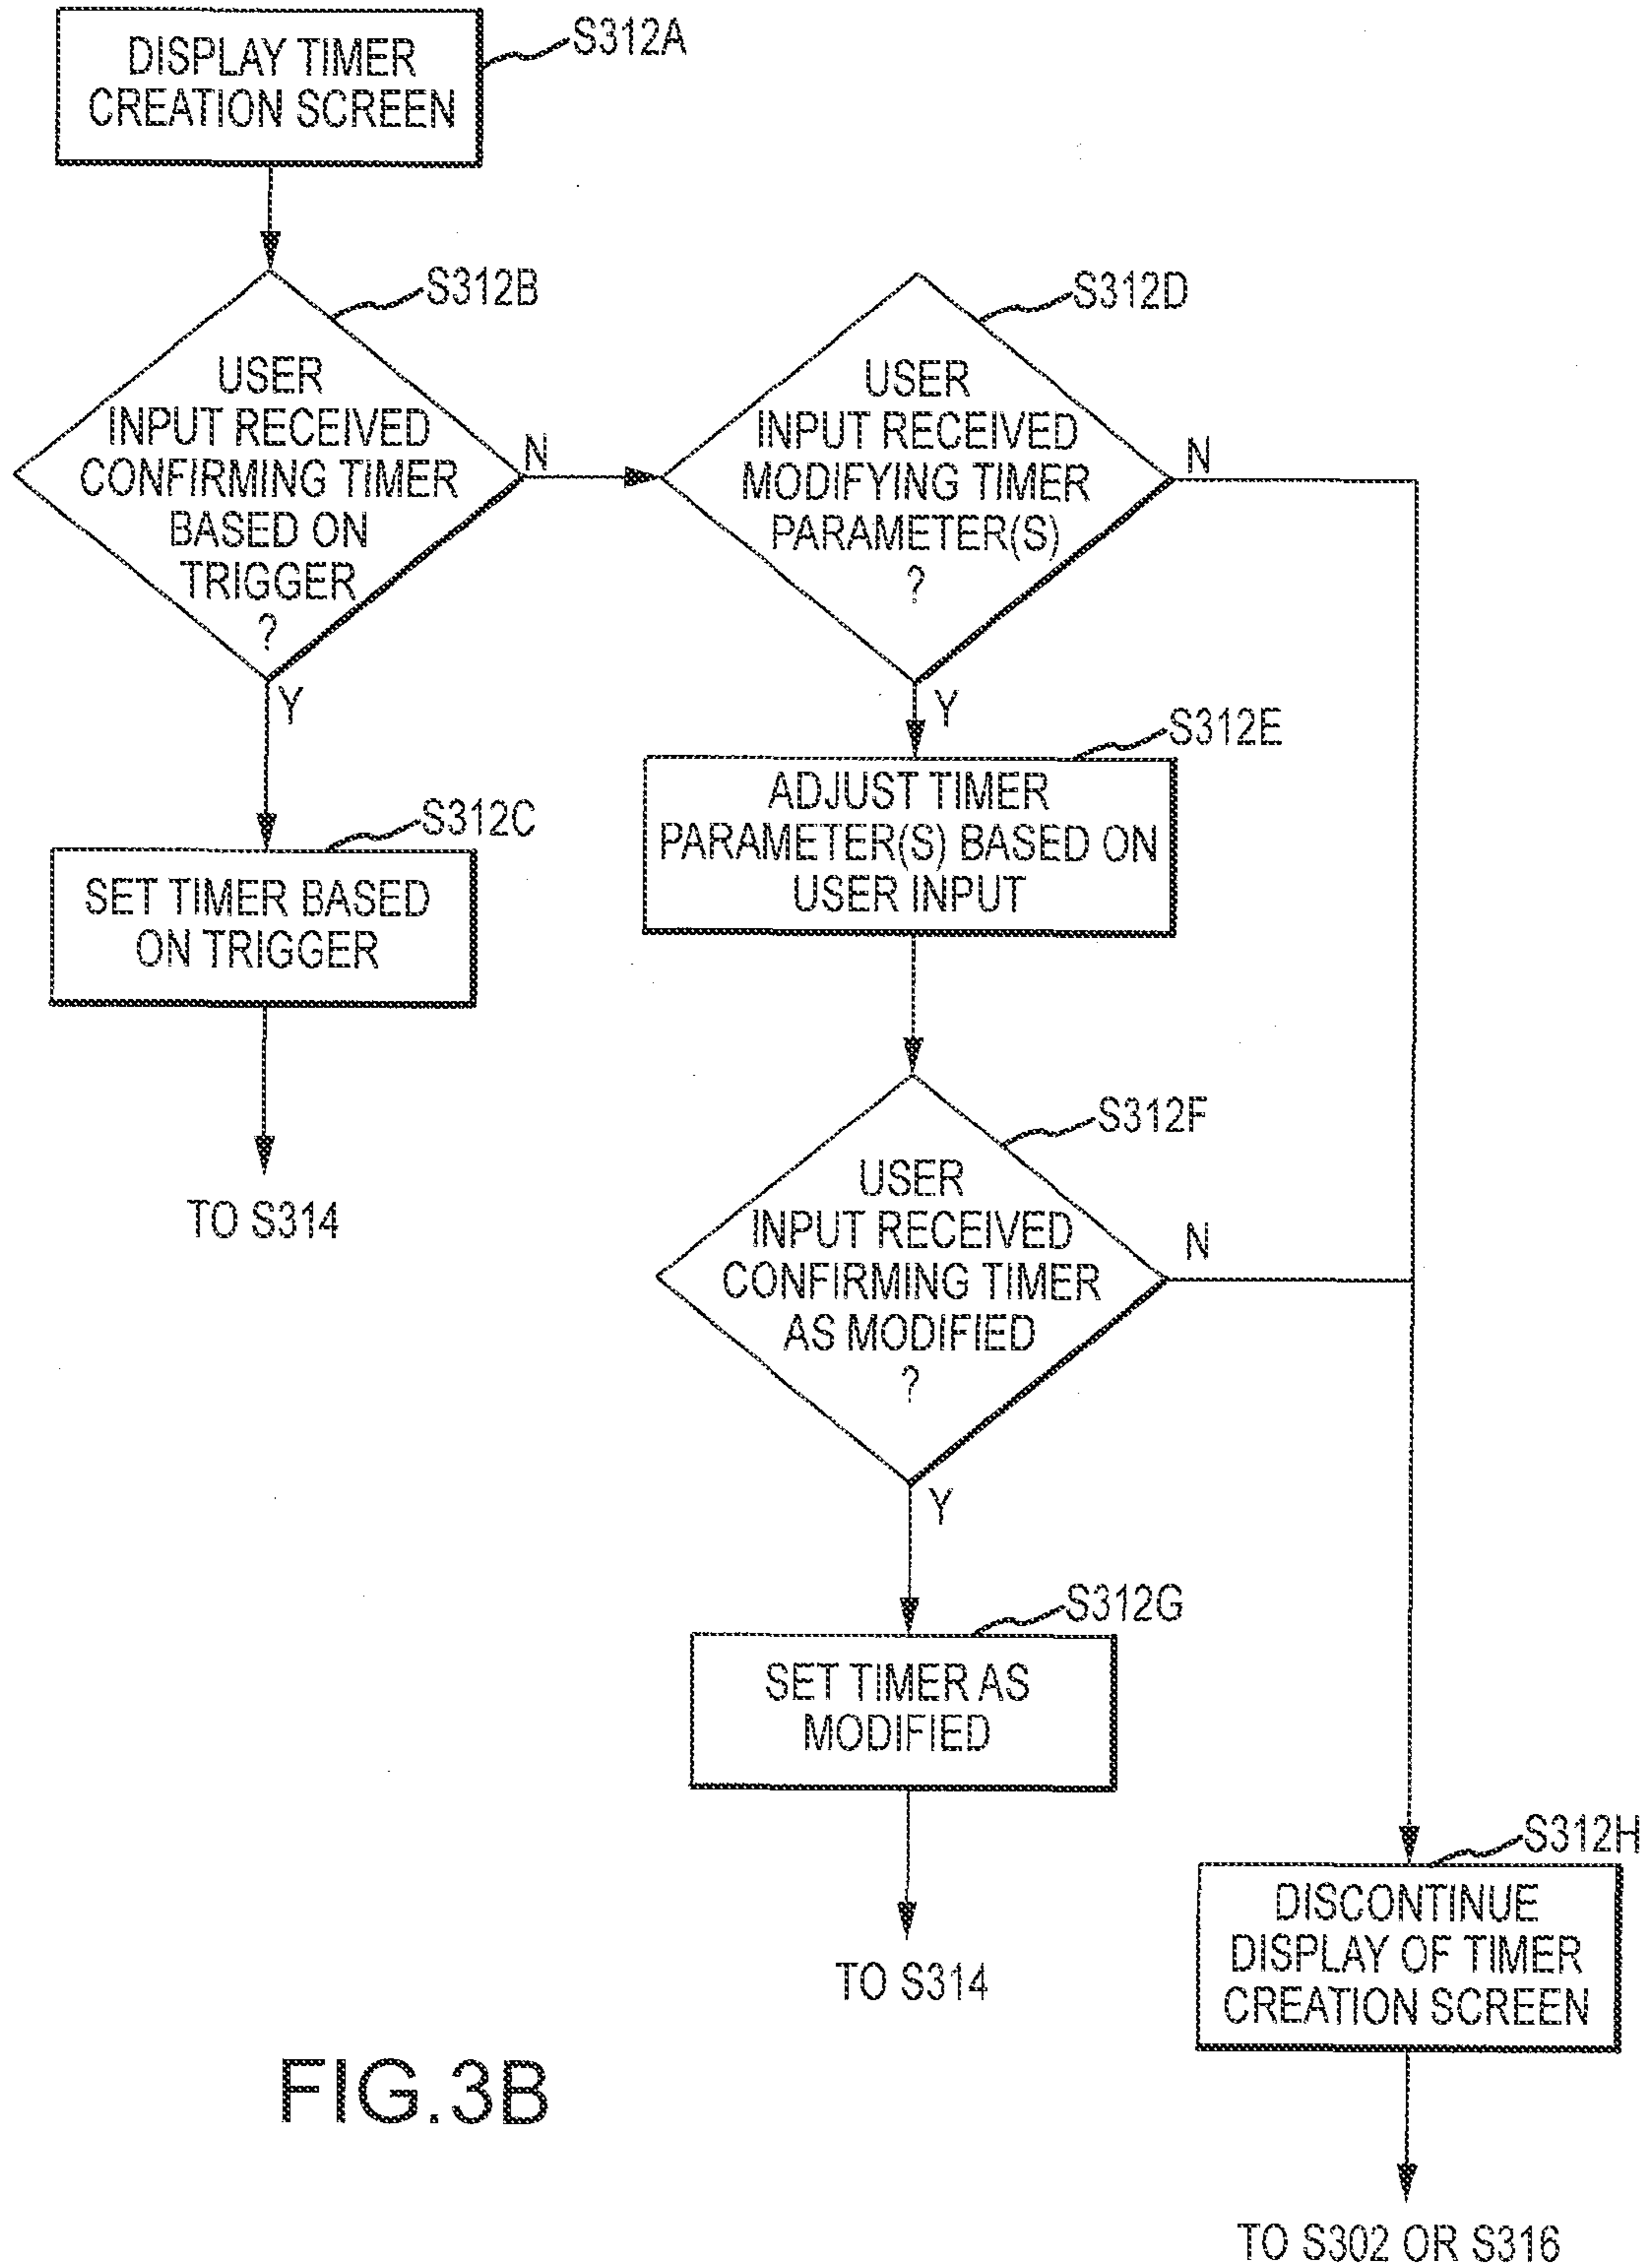 DISPLAY TIMER
CREATION SCREEN
S312A
S312B
USER
INPUT RECEIVED
CONFIRMING TIMER
BASED ON
TRIGGER
?
N
Y
S312C
SET TIMER BASED
ON TRIGGER
TO S314
S312D
USER
INPUT RECEIVED
MODIFYING TIMER
PARAMETER(S)
?
N
Y
S312E
ADJUST TIMER
PARAMETER(S) BASED ON
USER INPUT
S312F
USER
INPUT RECEIVED
CONFIRMING TIMER
AS MODIFIED
?
N
Y
S312G
SET TIMER AS
MODIFIED
TO S314
S312H
DISCONTINUE
DISPLAY OF TIMER
CREATION SCREEN
TO S302 OR S316
FIG.3B